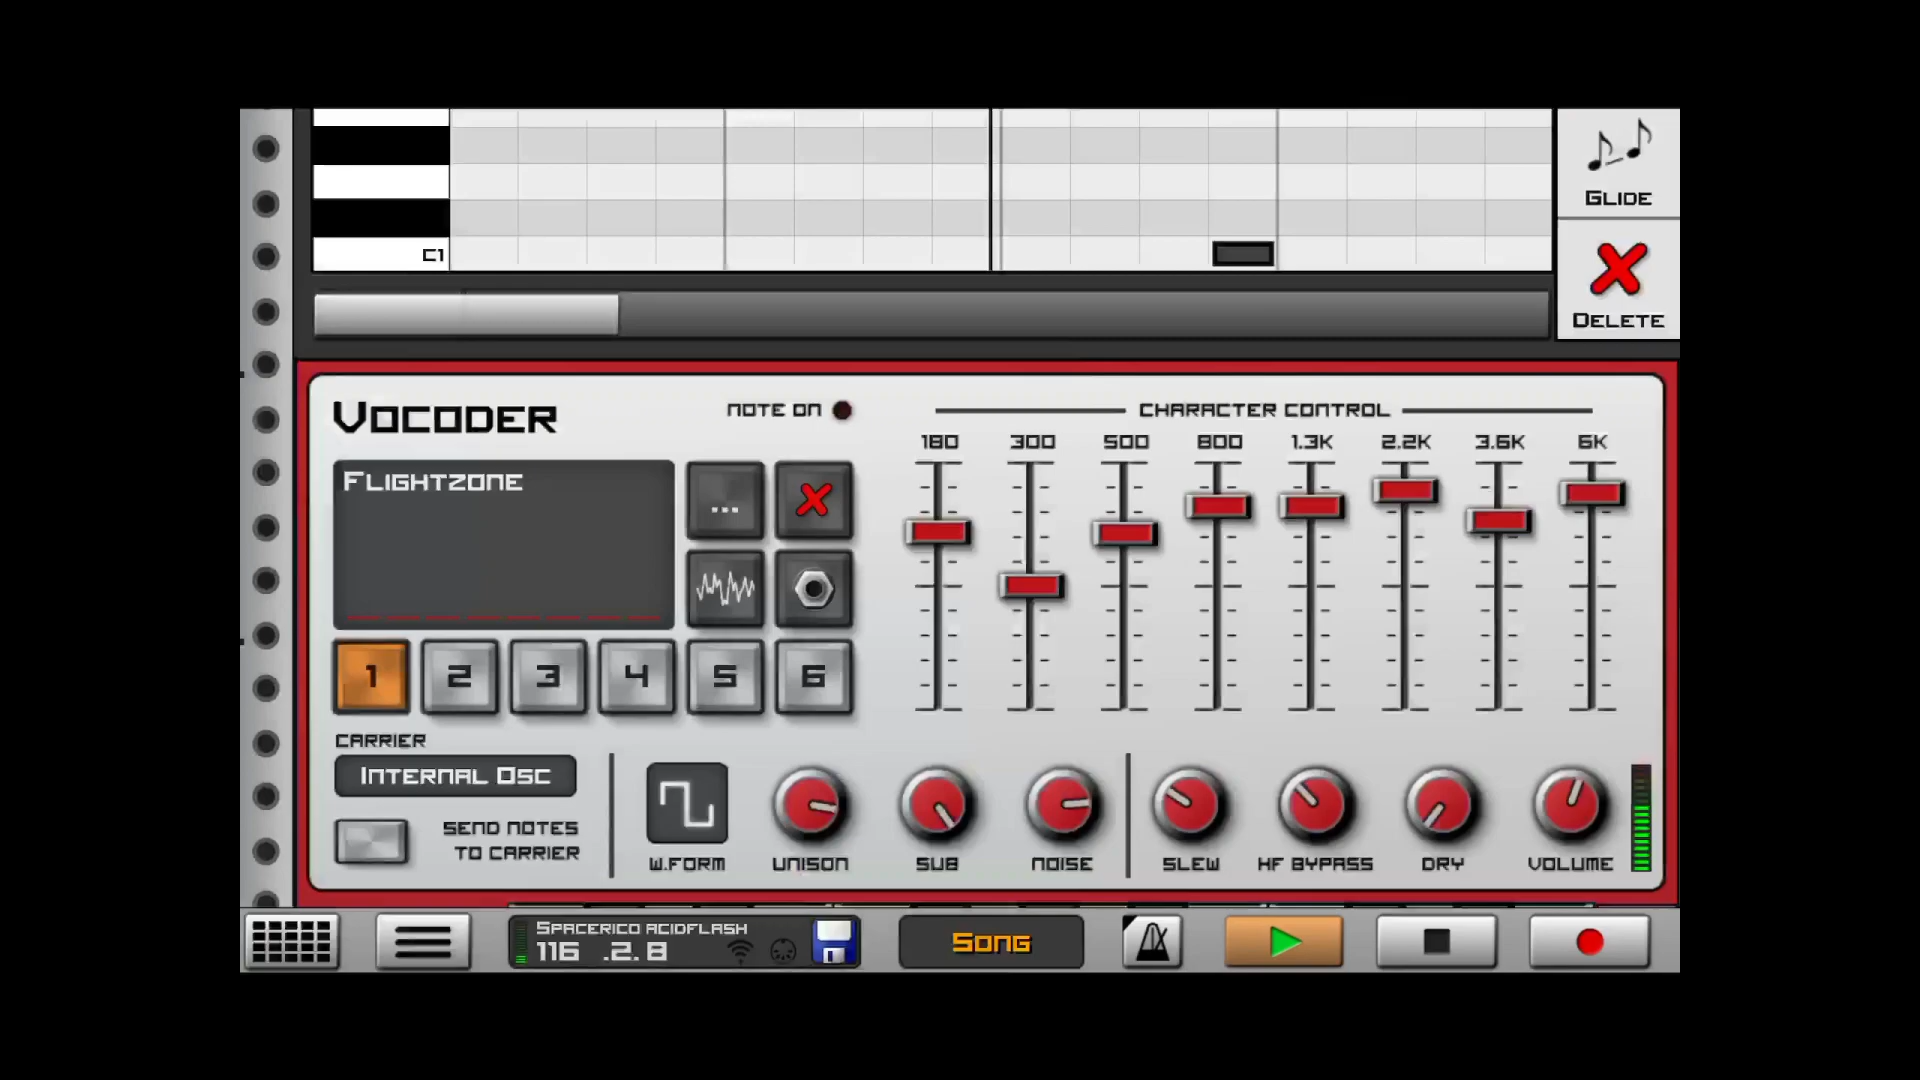 GLIDE
C1
DELETE
VOCODER
NOTE ON
CHARACTER CONTROL
180 300 500 800 1.3K 2.2K 3.6K 6K
FLIGHTZONE
...
1 2 3 4 5 6
CARRIER
INTERNAL OSC
SEND NOTES
TO CARRIER
W.FORM UNISON SUB NOISE SLEW HF BYPASS DRY VOLUME
SPACERICO ACIDFLASH
116 .2. 8
SONG